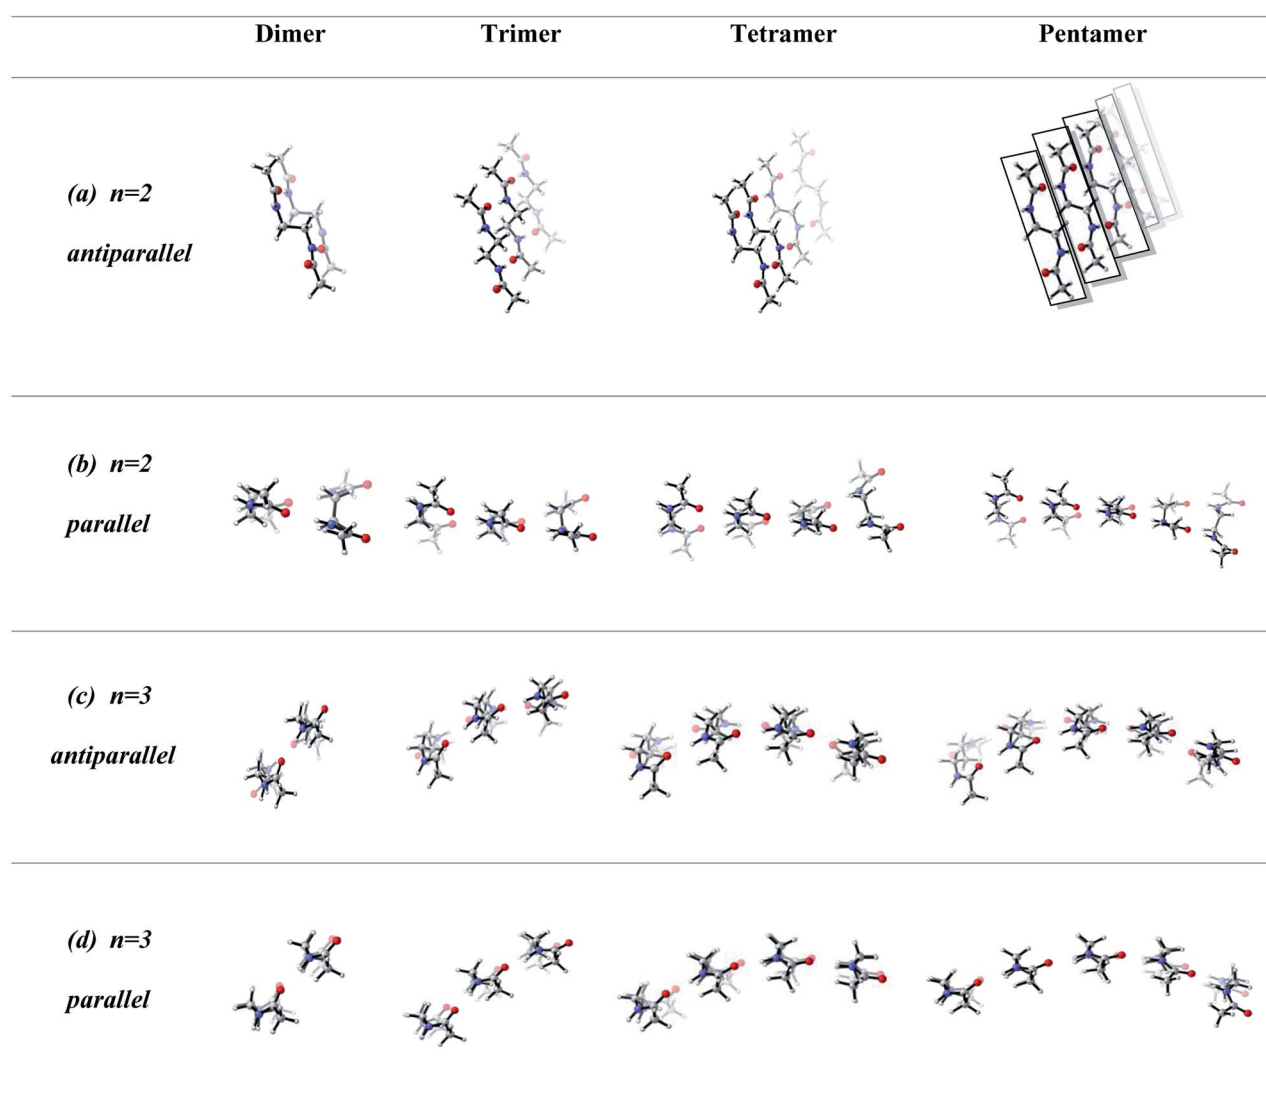 Dimer Trimer Tetramer Pentamer
(a) n=2
antiparallel
(b) n=2
parallel
(c) n=3
antiparallel
(d) n=3
parallel